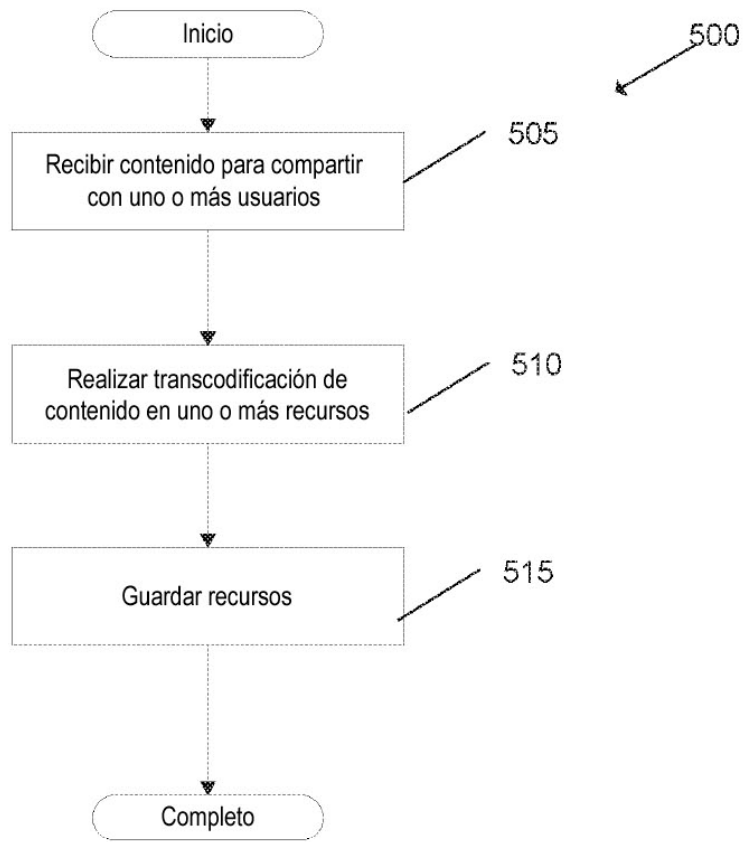 Inicio
500
505
Recibir contenido para compartir
con uno o más usuarios
510
Realizar transcodificación de
contenido en uno o más recursos
515
Guardar recursos
Completo